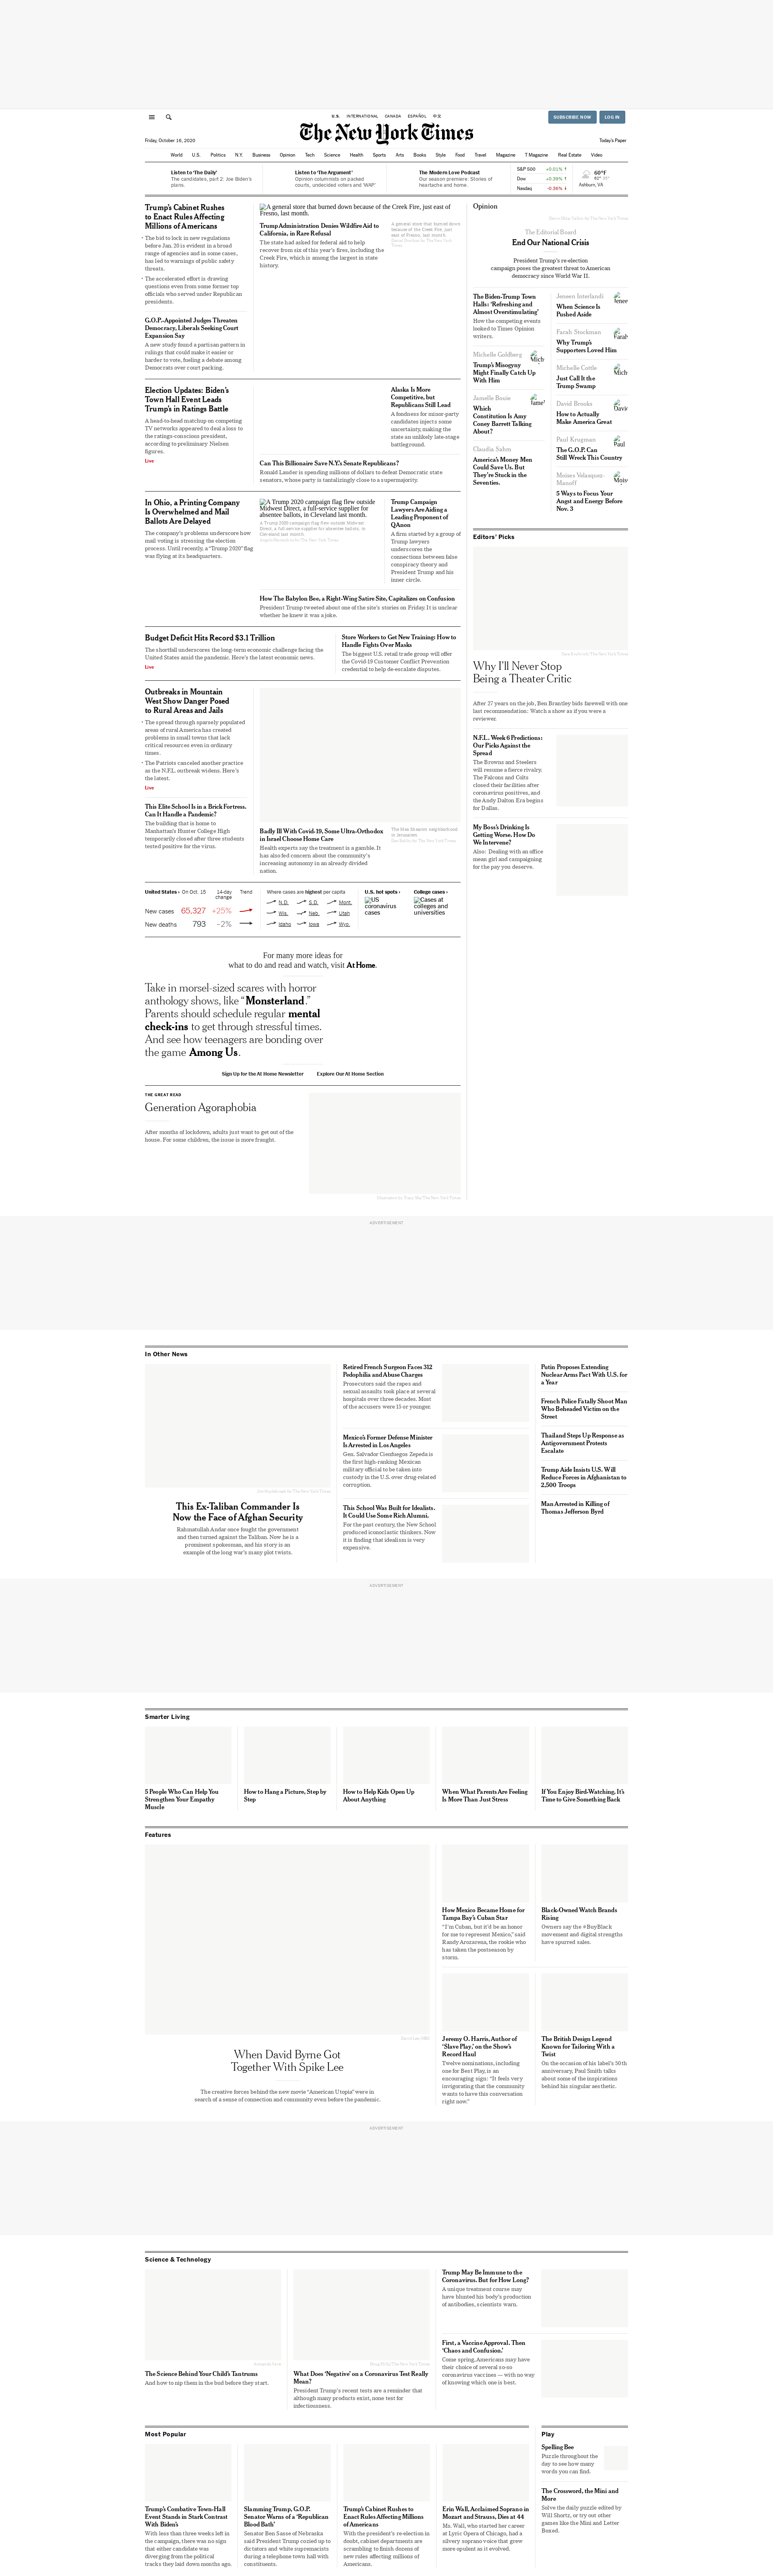 U.S.
INTERNATIONAL
CANADA
ESPAÑOL
中文
SUBSCRIBE NOW
LOG IN
The New York Times
Friday, October 16, 2020
Today's Paper
World
U.S.
Politics
N.Y.
Business
Opinion
Tech
Science
Health
Sports
Arts
Books
Style
Food
Travel
Magazine
T Magazine
Real Estate
Video
Listen to 'The Daily'
The candidates, part 2: Joe Biden's
plans.
Listen to 'The Argument'
Opinion columnists on packed
courts, undecided voters and 'WAP.'
The Modern Love Podcast
Our season premiere: Stories of
heartache and home.
S&P 500 +0.51% ↑
Dow +0.39% ↑
Nasdaq -0.36% ↓
60°F
Ashburn, VA
Trump's Cabinet Rushes
to Enact Rules Affecting
Millions of Americans
• The bid to lock in new regulations
before Jan. 20 is evident in a broad
range of agencies and in some cases,
has led to warnings of public safety
threats.
• The accelerated effort is drawing
questions even from some former top
officials who served under Republican
presidents.
G.O.P.-Appointed Judges Threaten
Democracy, Liberals Seeking Court
Expansion Say
A new study found a partisan pattern in
rulings that could make it easier or
harder to vote, fueling a debate among
Democrats over court packing.
A general store that burned down because of the Creek Fire, just east of
Fresno, last month.
Trump Administration Denies Wildfire Aid to
California, in Rare Refusal
The state had asked for federal aid to help
recover from six of this year's fires, including the
Creek Fire, which is among the largest in state
history.
A general store that burned down
because of the Creek Fire, just
east of Fresno, last month.
Election Updates: Biden's
Town Hall Event Leads
Trump's in Ratings Battle
A head-to-head matchup on competing
TV networks appeared to deal a loss to
the ratings-conscious president,
according to preliminary Nielsen
figures.
Live
Alaska Is More
Competitive, but
Republicans Still Lead
A fondness for minor-party
candidates injects some
uncertainty, making the
state an unlikely late-stage
battleground.
Can This Billionaire Save N.Y.'s Senate Republicans?
Ronald Lauder is spending millions of dollars to defeat Democratic state
senators, whose party is tantalizingly close to a supermajority.
In Ohio, a Printing Company
Is Overwhelmed and Mail
Ballots Are Delayed
The company's problems underscore how
mail voting is stressing the election
process. Until recently, a "Trump 2020" flag
was flying at its headquarters.
A Trump 2020 campaign flag flew outside
Midwest Direct, a full-service supplier for
absentee ballots, in Cleveland last month.
A Trump 2020 campaign flag flew outside Midwest
Direct, a full-service supplier for absentee ballots, in
Cleveland last month.
Trump Campaign
Lawyers Are Aiding a
Leading Proponent of
QAnon
A firm started by a group of
Trump lawyers
underscores the
connections between false
conspiracy theory and
President Trump and his
inner circle.
How The Babylon Bee, a Right-Wing Satire Site, Capitalizes on Confusion
President Trump tweeted about one of the site's stories on Friday. It is unclear
whether he knew it was a joke.
Budget Deficit Hits Record $3.1 Trillion
The shortfall underscores the long-term economic challenge facing the
United States amid the pandemic. Here's the latest economic news.
Live
Store Workers to Get New Training: How to
Handle Fights Over Masks
The biggest U.S. retail trade group will offer
the Covid-19 Customer Conflict Prevention
credential to help de-escalate disputes.
Outbreaks in Mountain
West Show Danger Posed
to Rural Areas and Jails
• The spread through sparsely populated
areas of rural America has created
problems in small towns that lack
critical resources even in ordinary
times.
• The Patriots canceled another practice
as the N.F.L. outbreak widens. Here's
the latest.
Live
This Elite School Is in a Brick Fortress.
Can It Handle a Pandemic?
The building that is home to
Manhattan's Hunter College High
temporarily closed after three students
tested positive for the virus.
Badly Ill With Covid-19, Some Ultra-Orthodox
in Israel Choose Home Care
Health experts say the treatment is a gamble. It
has also fed concern about the community's
increasing autonomy in an already divided
nation.
The Mea Shearim neighborhood
in Jerusalem.
United States ›
On Oct. 15
14-day
change
Trend
New cases 65,327 +25%
New deaths 793 −2%
Where cases are highest per capita
N.D.
S.D.
Mont.
Wis.
Neb.
Utah
Idaho
Iowa
Wyo.
U.S. hot spots ›
US
coronavirus
cases
College cases ›
Cases at
colleges and
universities
For many more ideas for
what to do and read and watch, visit At Home.
Take in morsel-sized scares with horror
anthology shows, like "Monsterland."
Parents should schedule regular mental
check-ins to get through stressful times.
And see how teenagers are bonding over
the game Among Us.
Sign Up for the At Home Newsletter
Explore Our At Home Section
THE GREAT READ
Generation Agoraphobia
After months of lockdown, adults just want to get out of the
house. For some children, the issue is more fraught.
Opinion
The Editorial Board
End Our National Crisis
President Trump's re-election
campaign poses the greatest threat to American
democracy since World War II.
The Biden-Trump Town
Halls: 'Refreshing and
Almost Overstimulating'
How the competing events
looked to Times Opinion
writers.
Michelle Goldberg
Trump's Misogyny
Might Finally Catch Up
With Him
Jamelle Bouie
Which
Constitution Is Amy
Coney Barrett Talking
About?
Claudia Sahm
America's Money Men
Could Save Us. But
They're Stuck in the
Seventies.
Jeneen Interlandi
When Science Is
Pushed Aside
Farah Stockman
Why Trump's
Supporters Loved Him
Michelle Cottle
Just Call It the
Trump Swamp
David Brooks
How to Actually
Make America Great
Paul Krugman
The G.O.P. Can
Still Wreck This Country
Moises Velasquez-
Manoff
5 Ways to Focus Your
Angst and Energy Before
Nov. 3
Editors' Picks
Why I'll Never Stop
Being a Theater Critic
After 27 years on the job, Ben Brantley bids farewell with one
last recommendation: Watch a show as if you were a
reviewer.
N.F.L. Week 6 Predictions:
Our Picks Against the
Spread
The Browns and Steelers
will resume a fierce rivalry.
The Falcons and Colts
closed their facilities after
coronavirus positives, and
the Andy Dalton Era begins
for Dallas.
My Boss's Drinking Is
Getting Worse. How Do
We Intervene?
Also: Dealing with an office
mean girl and campaigning
for the pay you deserve.
ADVERTISEMENT
In Other News
This Ex-Taliban Commander Is
Now the Face of Afghan Security
Rahmatullah Andar once fought the government
and then turned against the Taliban. Now he is a
prominent spokesman, and his story is an
example of the long war's many plot twists.
Retired French Surgeon Faces 312
Pedophilia and Abuse Charges
Prosecutors said the rapes and
sexual assaults took place at several
hospitals over three decades. Most
of the accusers were 15 or younger.
Mexico's Former Defense Minister
Is Arrested in Los Angeles
Gen. Salvador Cienfuegos Zepeda is
the first high-ranking Mexican
military official to be taken into
custody in the U.S. over drug-related
corruption.
This School Was Built for Idealists.
It Could Use Some Rich Alumni.
For the past century, the New School
produced iconoclastic thinkers. Now
it is finding that idealism is very
expensive.
Putin Proposes Extending
Nuclear Arms Pact With U.S. for
a Year
French Police Fatally Shoot Man
Who Beheaded Victim on the
Street
Thailand Steps Up Response as
Antigovernment Protests
Escalate
Trump Aide Insists U.S. Will
Reduce Forces in Afghanistan to
2,500 Troops
Man Arrested in Killing of
Thomas Jefferson Byrd
ADVERTISEMENT
Smarter Living
5 People Who Can Help You
Strengthen Your Empathy
Muscle
How to Hang a Picture, Step by
Step
How to Help Kids Open Up
About Anything
When What Parents Are Feeling
Is More Than Just Stress
If You Enjoy Bird-Watching, It's
Time to Give Something Back
Features
When David Byrne Got
Together With Spike Lee
The creative forces behind the new movie "American Utopia" were in
search of a sense of connection and community even before the pandemic.
How Mexico Became Home for
Tampa Bay's Cuban Star
"I'm Cuban, but it'd be an honor
for me to represent Mexico," said
Randy Arozarena, the rookie who
has taken the postseason by
storm.
Black-Owned Watch Brands
Rising
Owners say the #BuyBlack
movement and digital strengths
have spurred sales.
Jeremy O. Harris, Author of
'Slave Play,' on the Show's
Record Haul
Twelve nominations, including
one for Best Play, is an
encouraging sign: "It feels very
invigorating that the community
wants to have this conversation
right now."
The British Design Legend
Known for Tailoring With a
Twist
On the occasion of his label's 50th
anniversary, Paul Smith talks
about some of the inspirations
behind his singular aesthetic.
ADVERTISEMENT
Science & Technology
The Science Behind Your Child's Tantrums
And how to nip them in the bud before they start.
What Does 'Negative' on a Coronavirus Test Really
Mean?
President Trump's recent tests are a reminder that
although many products exist, none test for
infectiousness.
Trump May Be Immune to the
Coronavirus. But for How Long?
A unique treatment course may
have blunted his body's production
of antibodies, scientists warn.
First, a Vaccine Approval. Then
'Chaos and Confusion.'
Come spring, Americans may have
their choice of several so-so
coronavirus vaccines — with no way
of knowing which one is best.
Most Popular
Trump's Combative Town-Hall
Event Stands in Stark Contrast
With Biden's
With less than three weeks left in
the campaign, there was no sign
that either candidate was
diverging from the political
tracks they laid down months ago.
Slamming Trump, G.O.P.
Senator Warns of a 'Republican
Blood Bath'
Senator Ben Sasse of Nebraska
said President Trump cozied up to
dictators and white supremacists
during a telephone town hall with
constituents.
Trump's Cabinet Rushes to
Enact Rules Affecting Millions
of Americans
With the president's re-election in
doubt, cabinet departments are
scrambling to finish dozens of
new rules affecting millions of
Americans.
Erin Wall, Acclaimed Soprano in
Mozart and Strauss, Dies at 44
Ms. Wall, who started her career
at Lyric Opera of Chicago, had a
silvery soprano voice that grew
more opulent as it evolved.
Play
Spelling Bee
Puzzle throughout the
day to see how many
words you can find.
The Crossword, the Mini and
More
Solve the daily puzzle edited by
Will Shortz, or try out other
games like the Mini and Letter
Boxed.